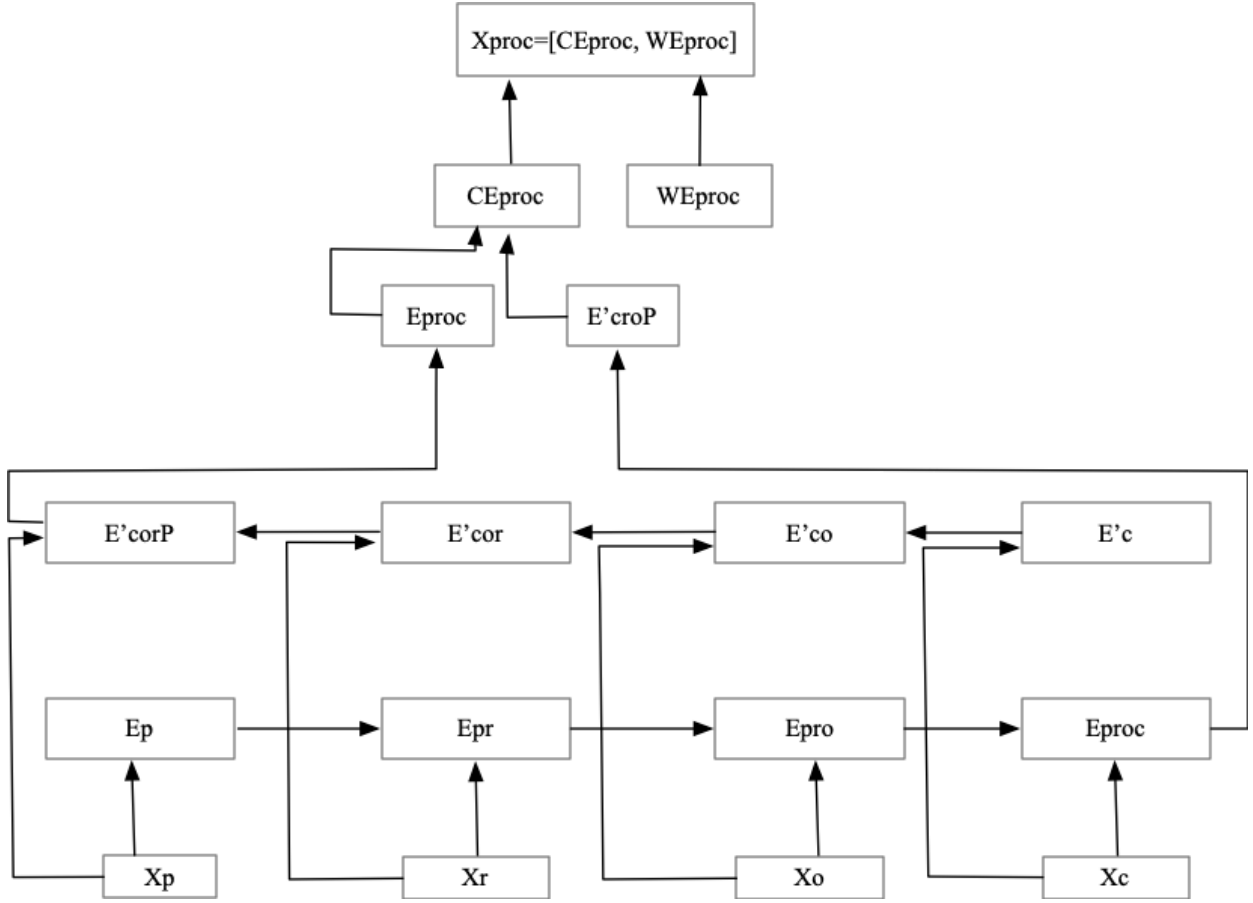 Xproc=[CEproc, WEproc]
CEproc
WEproc
Eproc
E’croP
E’corP
E’cor
E’co
E’c
Ep
Epr
Epro
Eproc
Xp
Xr
Xo
Xc